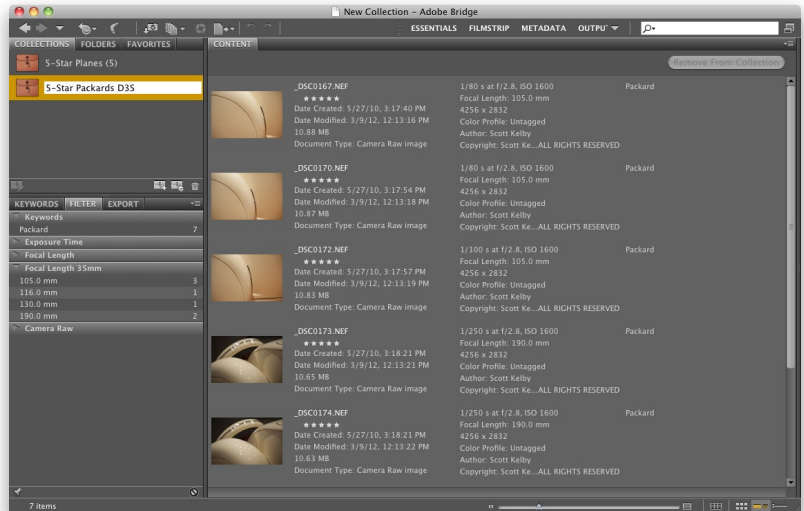 New Collection – Adobe Bridge
ESSENTIALS FILMSTRIP METADATA OUTPUT
COLLECTIONS FOLDERS FAVORITES
5-Star Planes (5)
5-Star Packards D3S
KEYWORDS FILTER EXPORT
Keywords
Packard 7
Exposure Time
Focal Length
Focal Length 35mm
105.0 mm 3
116.0 mm 1
130.0 mm 1
190.0 mm 2
Camera Raw
CONTENT
Remove From Collection
_DSC0167.NEF 1/80 s at f/2.8, ISO 1600 Packard
★★★★★ Focal Length: 105.0 mm
Date Created: 5/27/10, 3:17:40 PM 4256 x 2832
Date Modified: 3/9/12, 12:13:16 PM Color Profile: Untagged
10.88 MB Author: Scott Kelby
Document Type: Camera Raw image Copyright: Scott Ke...ALL RIGHTS RESERVED
_DSC0170.NEF 1/80 s at f/2.8, ISO 1600 Packard
★★★★★ Focal Length: 105.0 mm
Date Created: 5/27/10, 3:17:54 PM 4256 x 2832
Date Modified: 3/9/12, 12:13:18 PM Color Profile: Untagged
10.87 MB Author: Scott Kelby
Document Type: Camera Raw image Copyright: Scott Ke...ALL RIGHTS RESERVED
_DSC0172.NEF 1/100 s at f/2.8, ISO 1600 Packard
★★★★★ Focal Length: 105.0 mm
Date Created: 5/27/10, 3:17:57 PM 4256 x 2832
Date Modified: 3/9/12, 12:13:19 PM Color Profile: Untagged
10.83 MB Author: Scott Kelby
Document Type: Camera Raw image Copyright: Scott Ke...ALL RIGHTS RESERVED
_DSC0173.NEF 1/250 s at f/2.8, ISO 1600 Packard
★★★★★ Focal Length: 190.0 mm
Date Created: 5/27/10, 3:18:21 PM 4256 x 2832
Date Modified: 3/9/12, 12:13:21 PM Color Profile: Untagged
10.65 MB Author: Scott Kelby
Document Type: Camera Raw image Copyright: Scott Ke...ALL RIGHTS RESERVED
_DSC0174.NEF 1/250 s at f/2.8, ISO 1600 Packard
★★★★★ Focal Length: 190.0 mm
Date Created: 5/27/10, 3:18:21 PM 4256 x 2832
Date Modified: 3/9/12, 12:13:22 PM Color Profile: Untagged
10.63 MB Author: Scott Kelby
Document Type: Camera Raw image Copyright: Scott Ke...ALL RIGHTS RESERVED
7 items